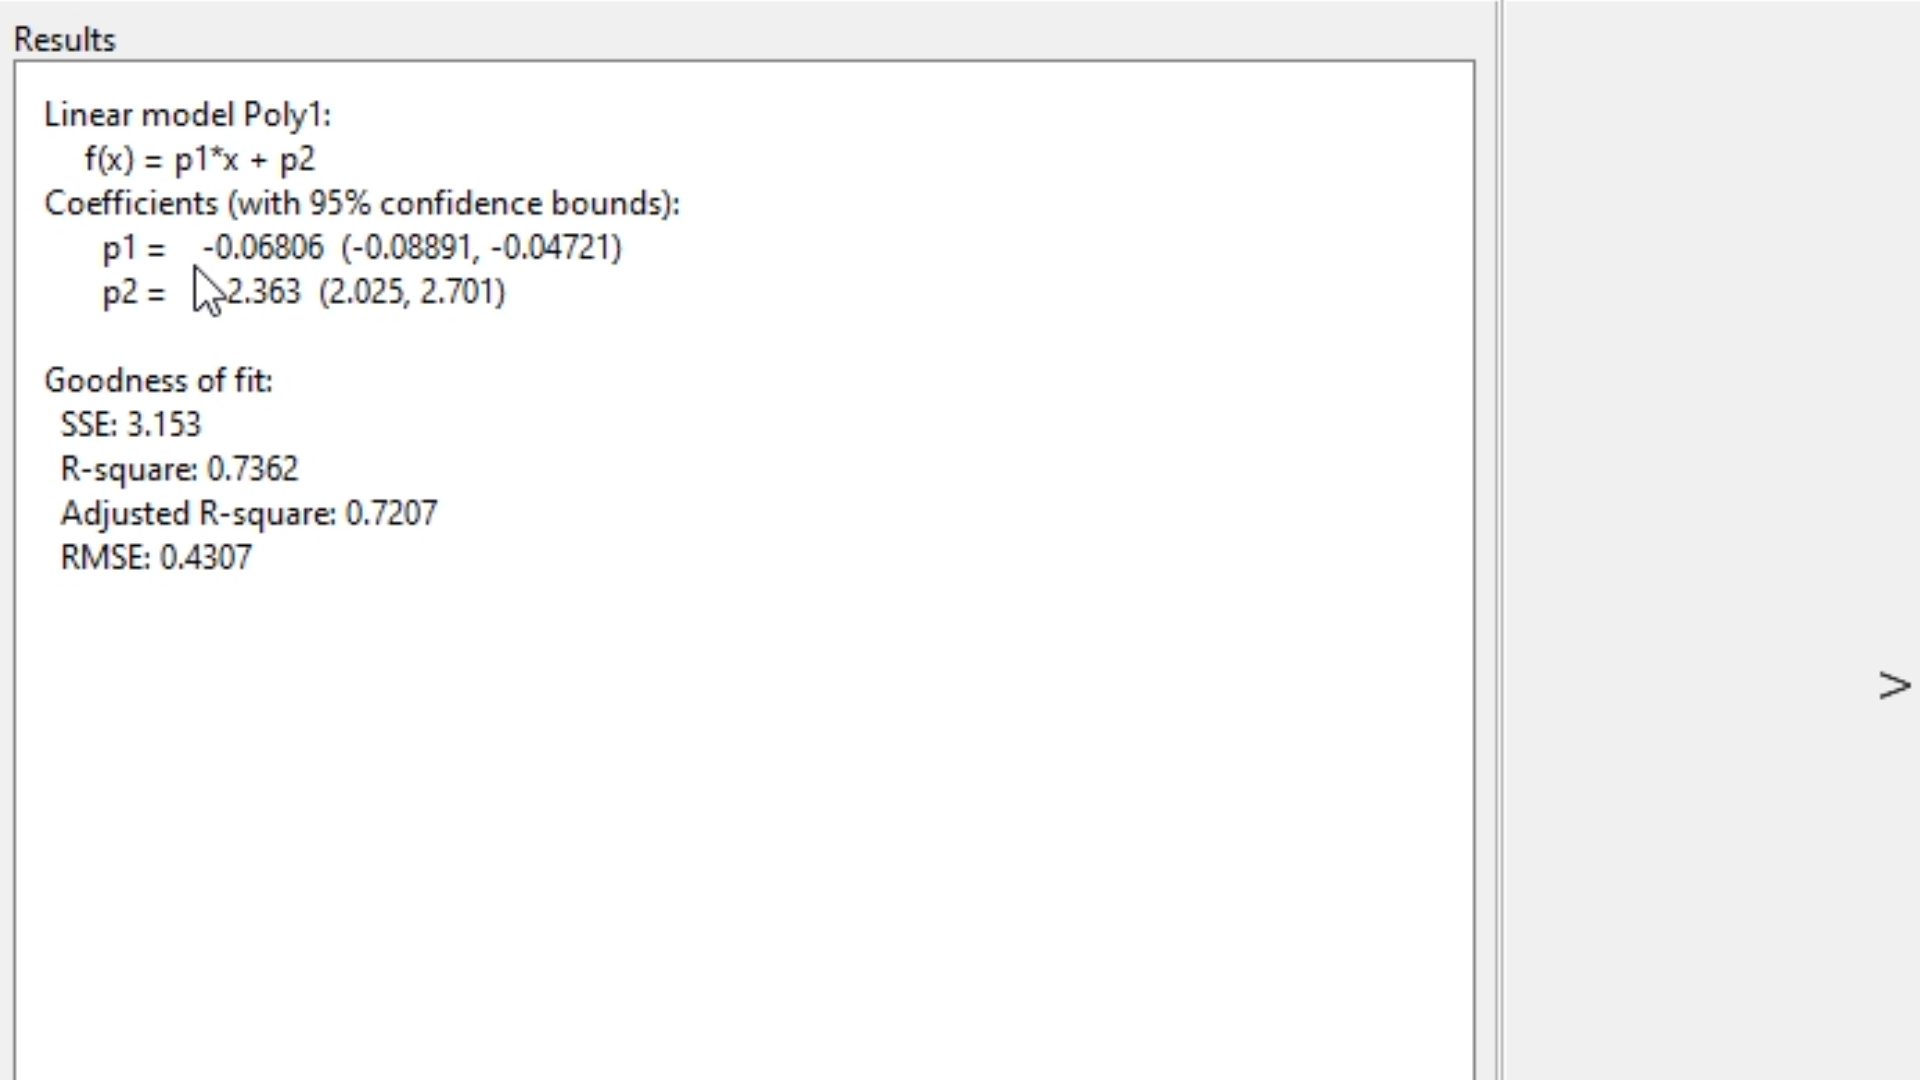 Results
Linear model Poly1:
f(x) = p1*x + p2
Coefficients (with 95% confidence bounds):
p1 = -0.06806 (-0.08891, -0.04721)
p2 = 2.363 (2.025, 2.701)
Goodness of fit:
SSE: 3.153
R-square: 0.7362
Adjusted R-square: 0.7207
RMSE: 0.4307
>